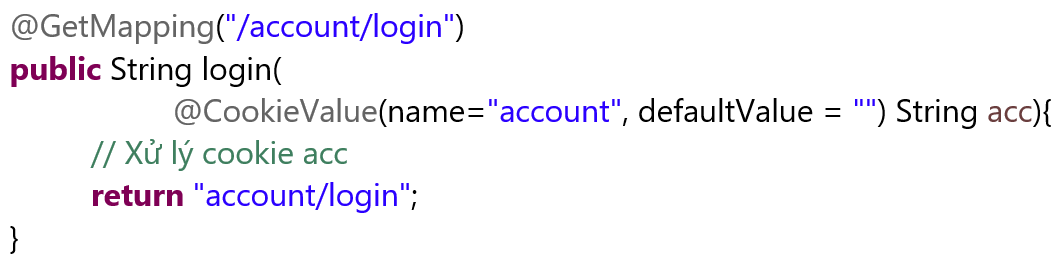 @GetMapping("/account/login")
public String login(
@CookieValue(name="account", defaultValue = "") String acc){
// Xử lý cookie acc
return "account/login";
}